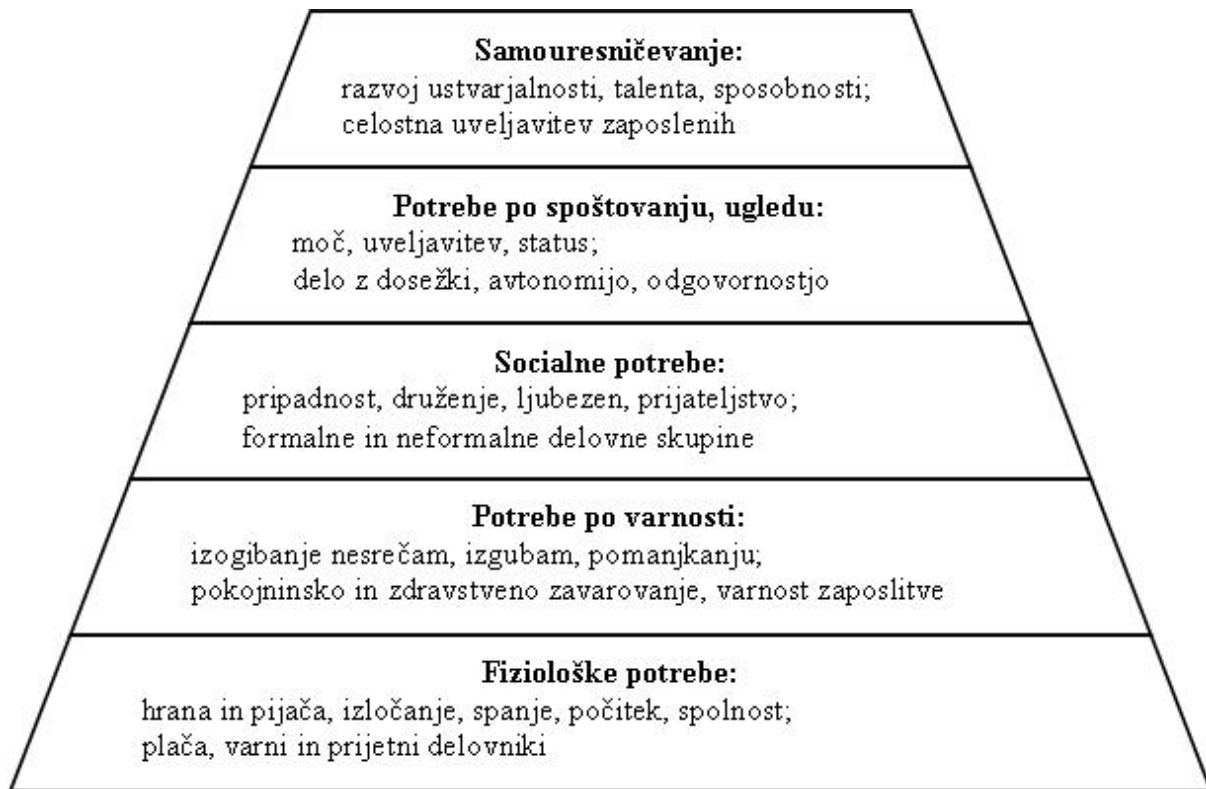 Samouresničevanje:
razvoj ustvarjalnosti, talenta, sposobnosti;
celostna uveljavitev zaposlenih
Potrebe po spoštovanju, ugledu:
moč, uveljavitev, status;
delo z dosežki, avtonomijo, odgovornostjo
Socialne potrebe:
pripadnost, druženje, ljubezen, prijateljstvo;
formalne in neformalne delovne skupine
Potrebe po varnosti:
izogibanje nesrečam, izgubam, pomanjkanju;
pokojninsko in zdravstveno zavarovanje, varnost zaposlitve
Fiziološke potrebe:
hrana in pijača, izločanje, spanje, počitek, spolnost;
plača, varni in prijetni delovniki